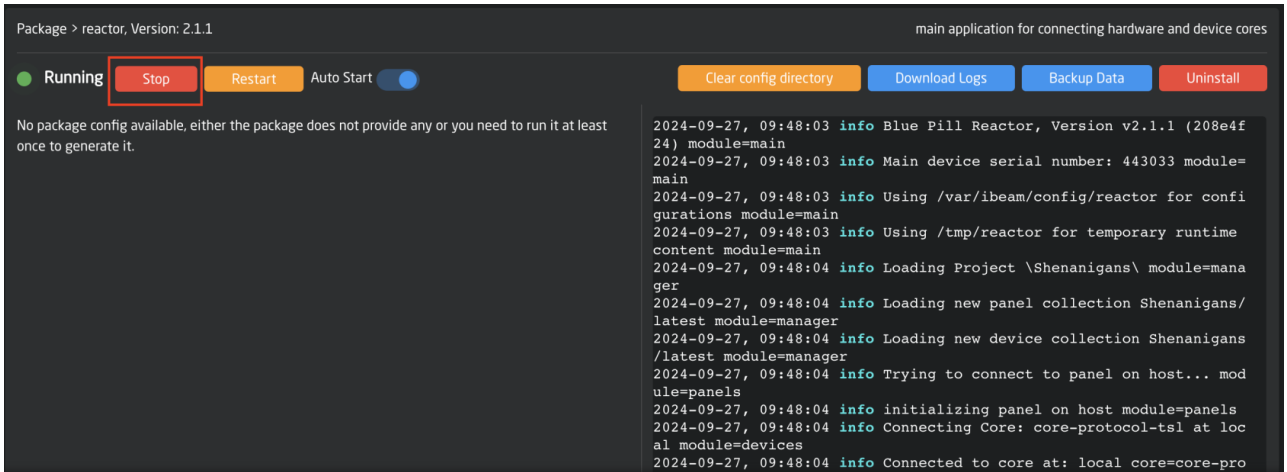 Package > reactor, Version: 2.1.1
main application for connecting hardware and device cores
Running
Stop
Restart
Auto Start
Clear config directory
Download Logs
Backup Data
Uninstall
No package config available, either the package does not provide any or you need to run it at least
once to generate it.
2024-09-27, 09:48:03 info Blue Pill Reactor, Version v2.1.1 (208e4f
24) module=main
2024-09-27, 09:48:03 info Main device serial number: 443033 module=
main
2024-09-27, 09:48:03 info Using /var/ibeam/config/reactor for confi
gurations module=main
2024-09-27, 09:48:03 info Using /tmp/reactor for temporary runtime
content module=main
2024-09-27, 09:48:04 info Loading Project \Shenanigans\ module=mana
ger
2024-09-27, 09:48:04 info Loading new panel collection Shenanigans/
latest module=manager
2024-09-27, 09:48:04 info Loading new device collection Shenanigans
/latest module=manager
2024-09-27, 09:48:04 info Trying to connect to panel on host... mod
ule=panels
2024-09-27, 09:48:04 info initializing panel on host module=panels
2024-09-27, 09:48:04 info Connecting Core: core-protocol-tsl at loc
al module=devices
2024-09-27, 09:48:04 info Connected to core at: local core=core-pro